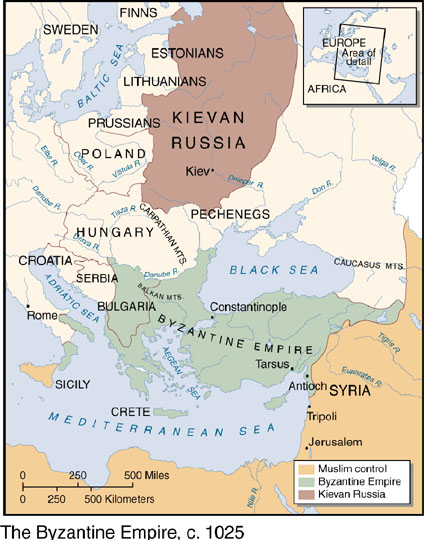 FINNS
SWEDEN
EUROPE
Area of
detail
AFRICA
ESTONIANS
BALTIC SEA
LITHUANIANS
PRUSSIANS
KIEVAN
RUSSIA
POLAND
Elbe R.
Oder R.
Vistula R.
Kiev
Dnieper R.
Volga R.
Don R.
Danube R.
Tisza R.
CARPATHIAN MTS.
PECHENEGS
HUNGARY
Drava R.
CROATIA
CAUCASUS MTS.
BLACK SEA
SERBIA
Danube R.
ADRIATIC SEA
BALKAN MTS.
BULGARIA
Rome
Constantinople
BYZANTINE EMPIRE
Tigris R.
AEGEAN
SEA
Tarsus
Euphrates R.
Antioch
SICILY
SYRIA
CRETE
Tripoli
MEDITERRANEAN SEA
Jerusalem
0 250 500 Miles
0 250 500 Kilometers
Nile R.
Muslim control
Byzantine Empire
Kievan Russia
The Byzantine Empire, c. 1025